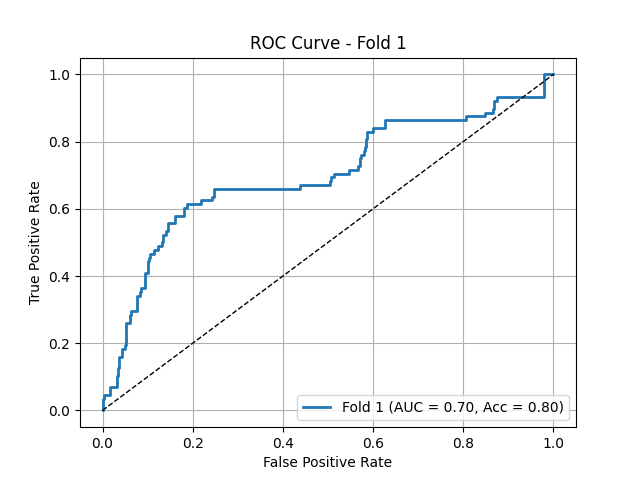 ROC Curve - Fold 1
1.0
0.8
0.6
0.4
0.2
0.0
True Positive Rate
Fold 1 (AUC = 0.70, Acc = 0.80)
0.0 0.2 0.4 0.6 0.8 1.0
False Positive Rate